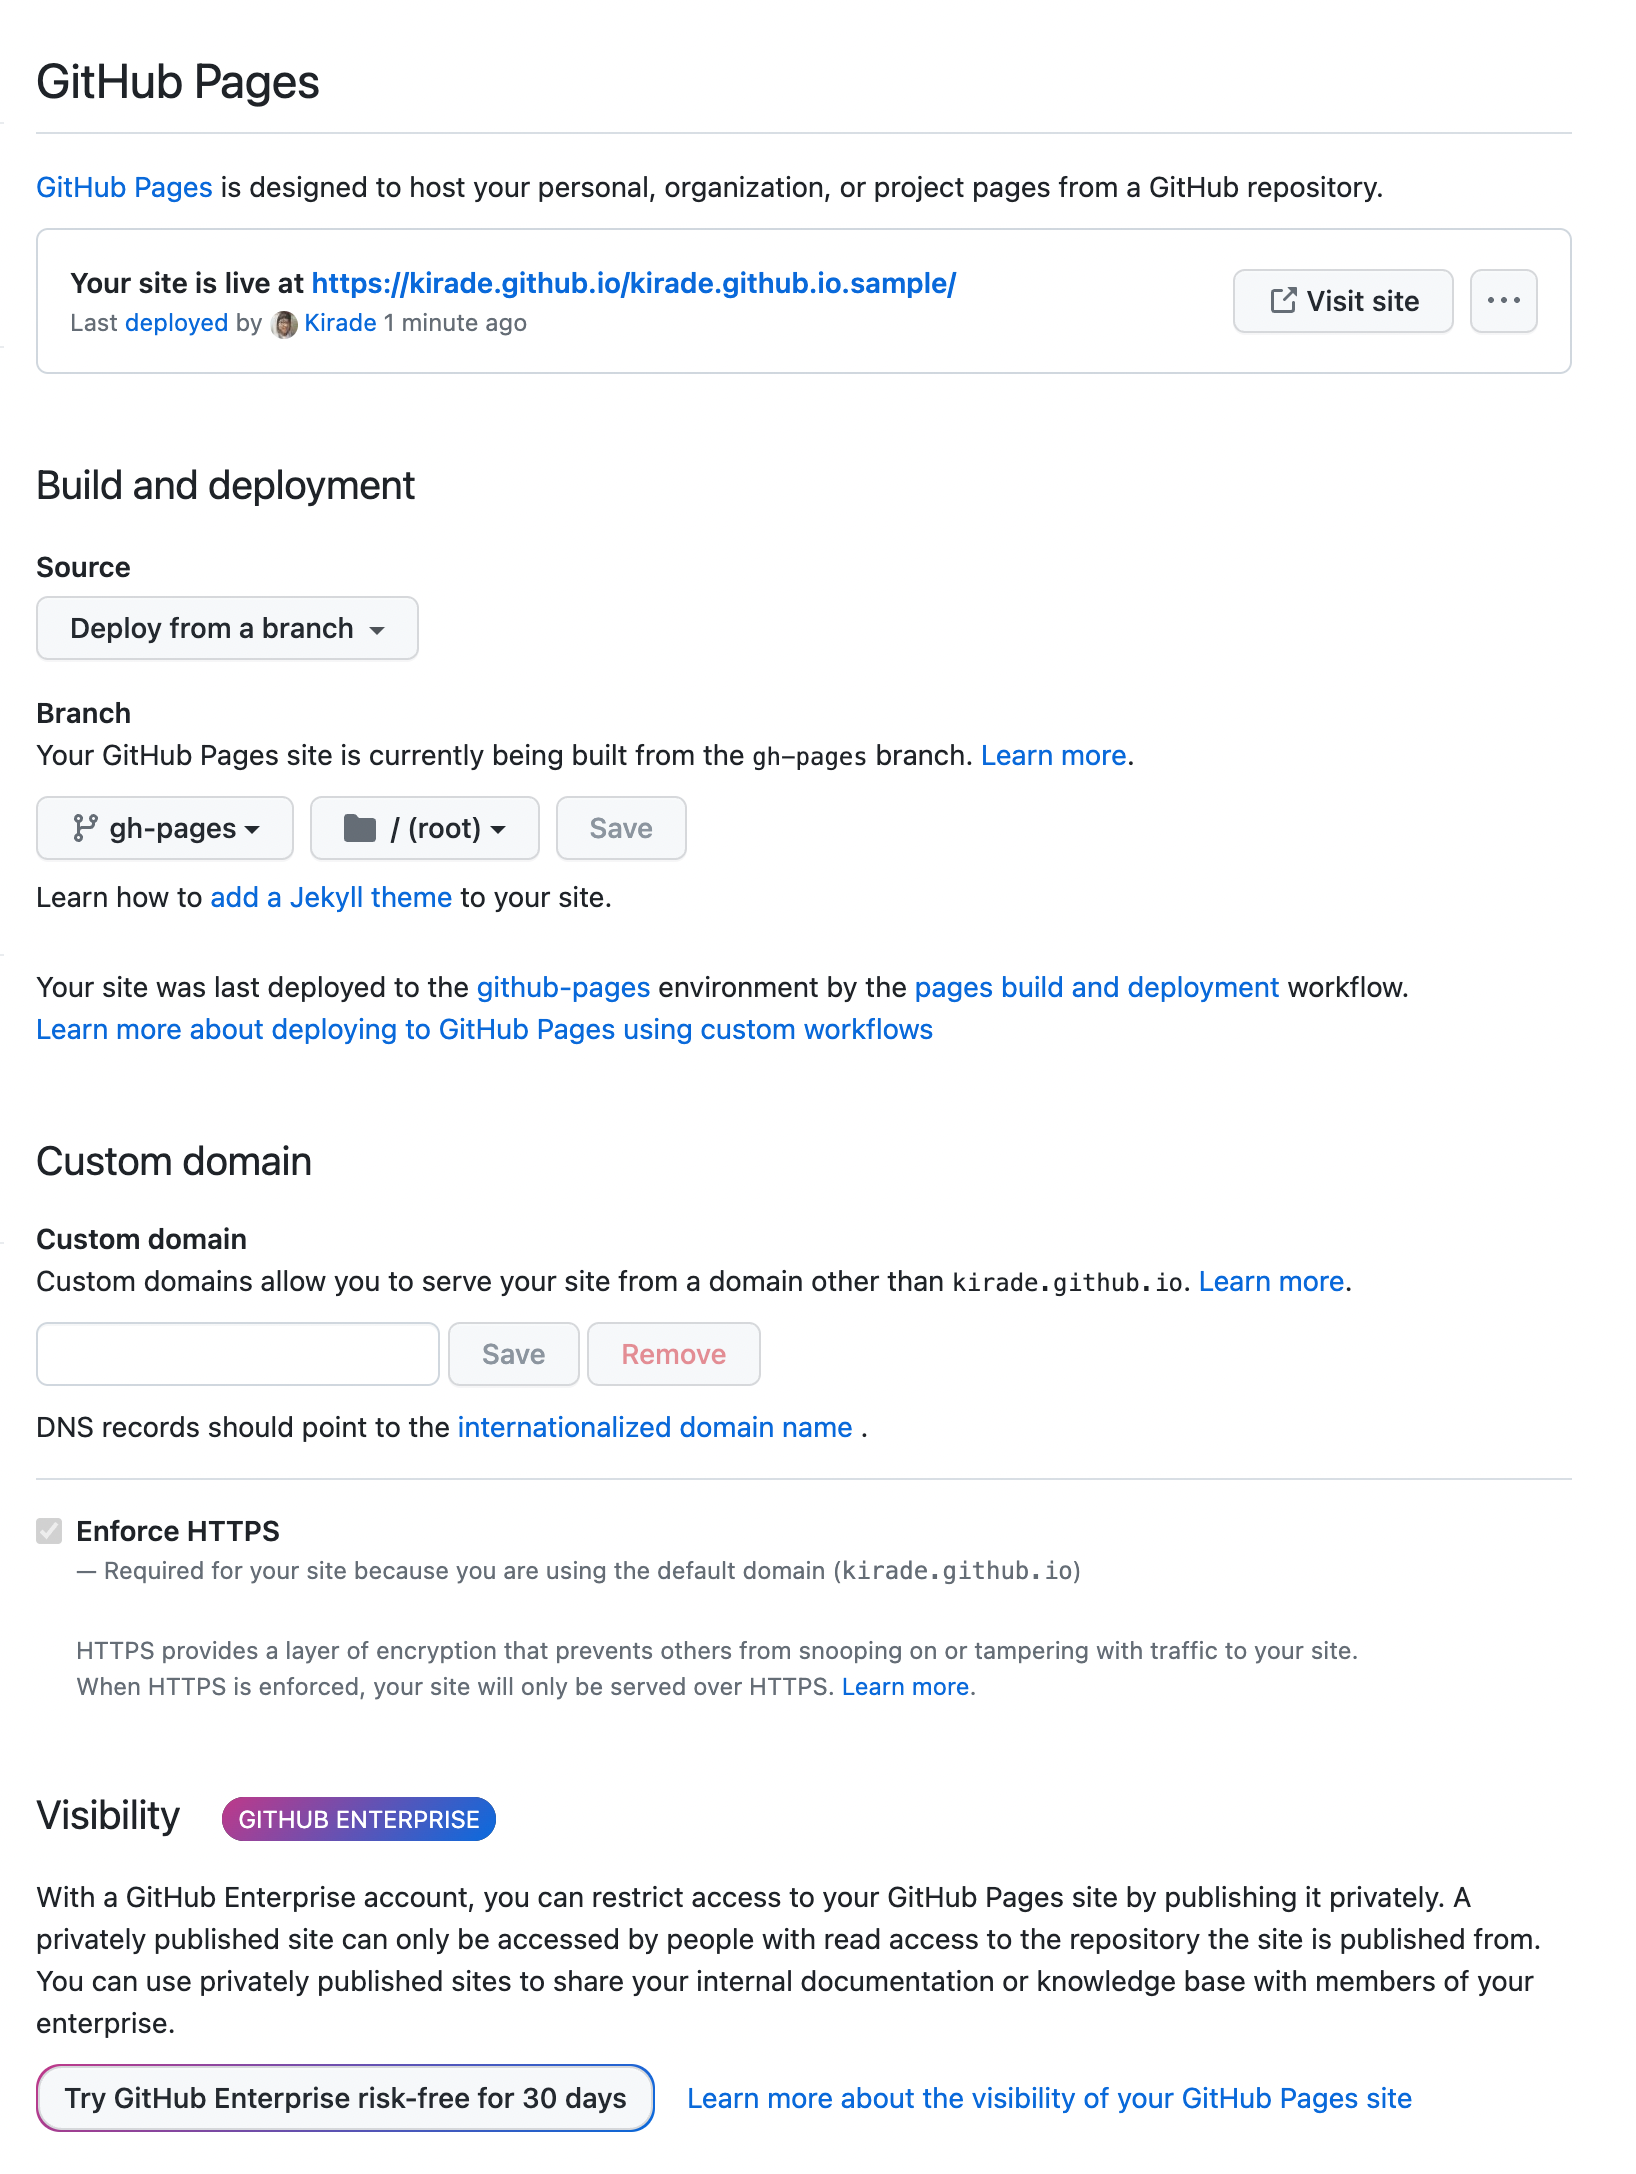 GitHub Pages
GitHub Pages is designed to host your personal, organization, or project pages from a GitHub repository.
Your site is live at https://kirade.github.io/kirade.github.io.sample/
Last deployed by Kirade 1 minute ago
Visit site
Build and deployment
Source
Deploy from a branch
Branch
Your GitHub Pages site is currently being built from the gh-pages branch. Learn more.
gh-pages
/ (root)
Save
Learn how to add a Jekyll theme to your site.
Your site was last deployed to the github-pages environment by the pages build and deployment workflow.
Learn more about deploying to GitHub Pages using custom workflows
Custom domain
Custom domain
Custom domains allow you to serve your site from a domain other than kirade.github.io. Learn more.
Save
Remove
DNS records should point to the internationalized domain name .
Enforce HTTPS
— Required for your site because you are using the default domain (kirade.github.io)
HTTPS provides a layer of encryption that prevents others from snooping on or tampering with traffic to your site.
When HTTPS is enforced, your site will only be served over HTTPS. Learn more.
Visibility
GITHUB ENTERPRISE
With a GitHub Enterprise account, you can restrict access to your GitHub Pages site by publishing it privately. A
privately published site can only be accessed by people with read access to the repository the site is published from.
You can use privately published sites to share your internal documentation or knowledge base with members of your
enterprise.
Try GitHub Enterprise risk-free for 30 days
Learn more about the visibility of your GitHub Pages site